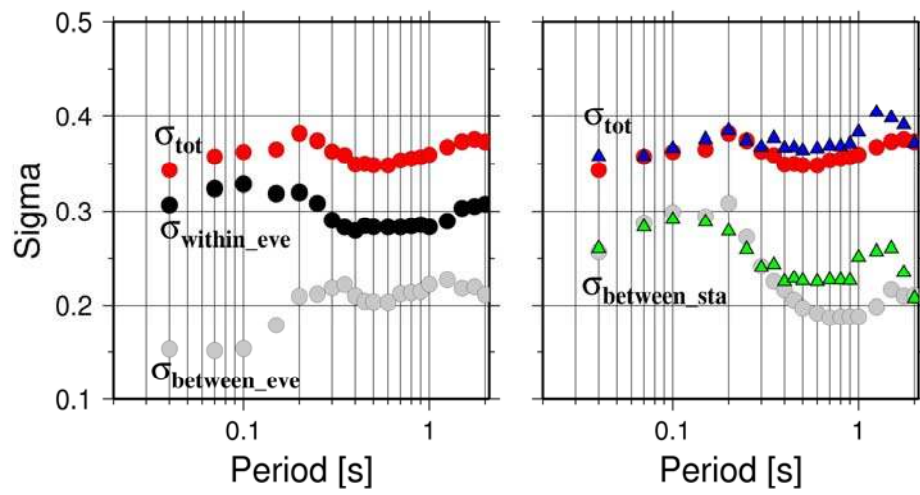 0.5
0.4
0.3
0.2
0.1
Sigma
σtot
σwithin_eve
σbetween_eve
0.1
1
Period [s]
σtot
σbetween_sta
0.1
1
Period [s]